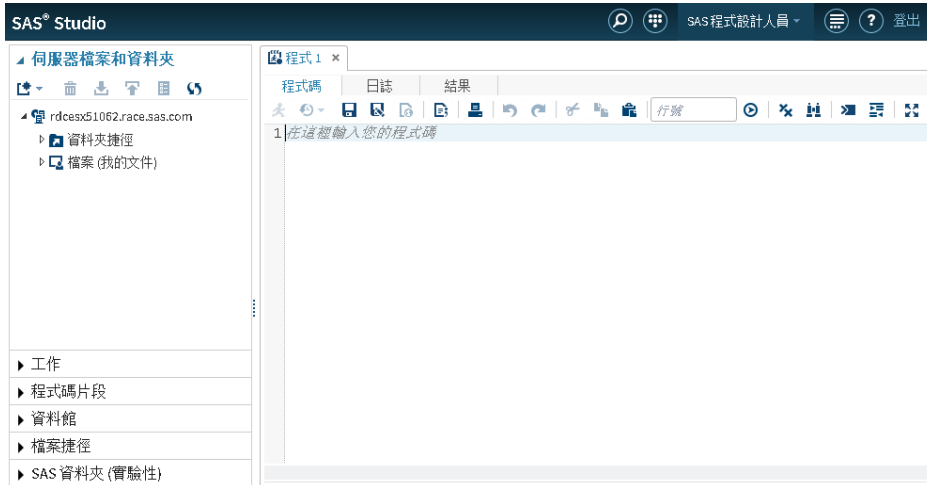 SAS® Studio
SAS程式設計人員
登出
伺服器檔案和資料夾
rdcesx51062.race.sas.com
資料夾捷徑
檔案 (我的文件)
工作
程式碼片段
資料館
檔案捷徑
SAS 資料夾 (實驗性)
程式 1
程式碼 日誌 結果
行號
1 在這裡輸入您的程式碼